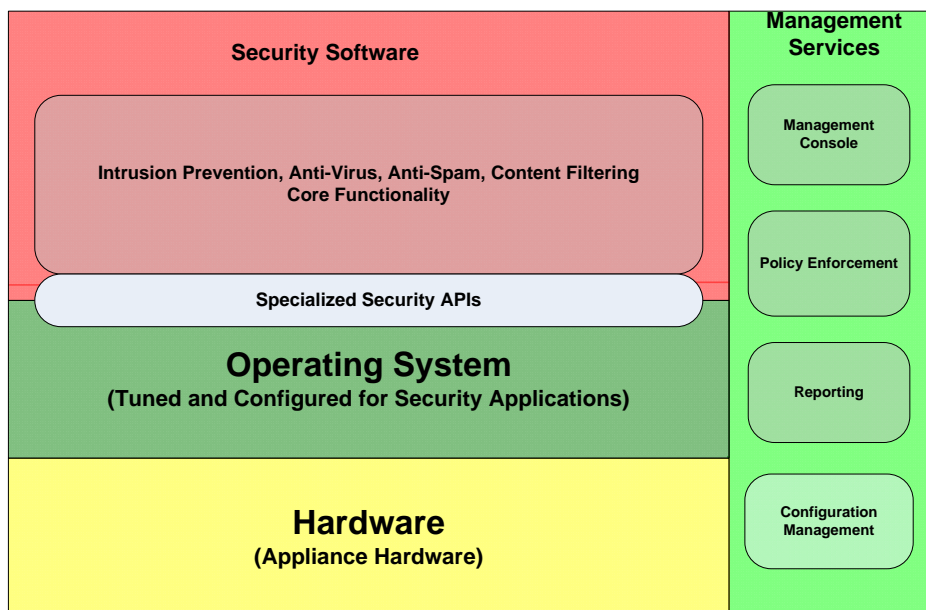 Security Software
Intrusion Prevention, Anti-Virus, Anti-Spam, Content Filtering
Core Functionality
Specialized Security APIs
Operating System
(Tuned and Configured for Security Applications)
Hardware
(Appliance Hardware)
Management
Services
Management
Console
Policy Enforcement
Reporting
Configuration
Management